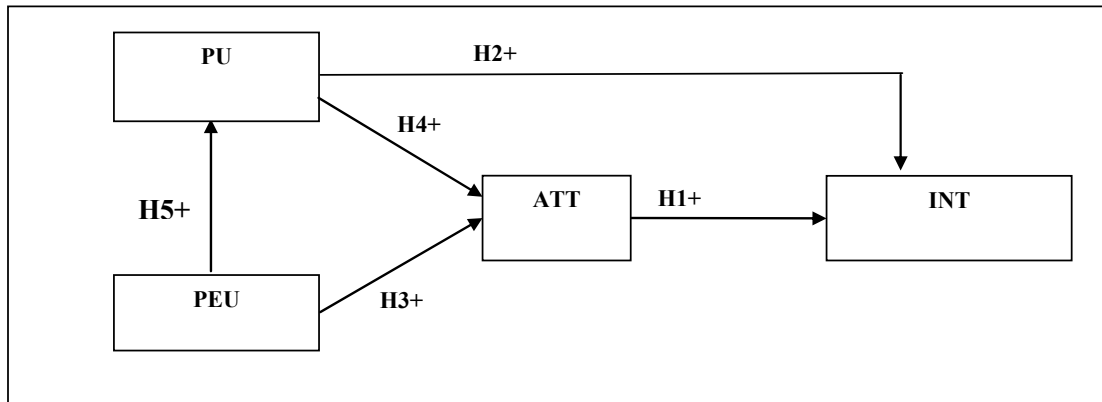 PU
H2+
H4+
ATT
H1+
INT
H5+
PEU
H3+